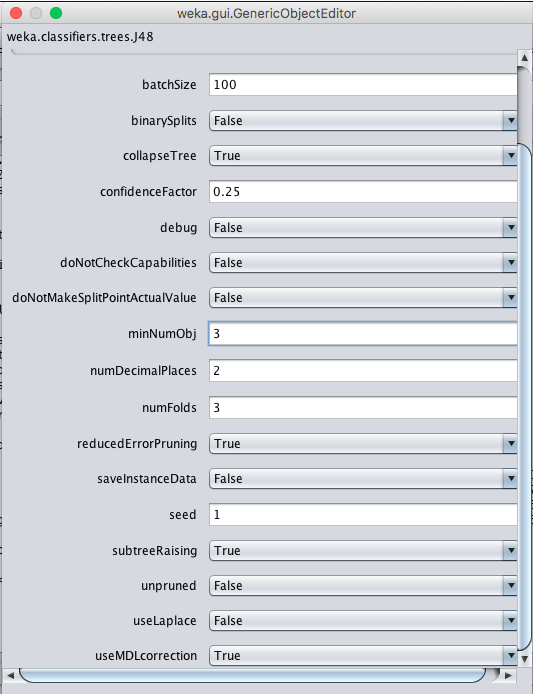 weka.gui.GenericObjectEditor
weka.classifiers.trees.J48
batchSize 100
binarySplits False
collapseTree True
confidenceFactor 0.25
debug False
doNotCheckCapabilities False
doNotMakeSplitPointActualValue False
minNumObj 3
numDecimalPlaces 2
numFolds 3
reducedErrorPruning True
saveInstanceData False
seed 1
subtreeRaising True
unpruned False
useLaplace False
useMDLcorrection True